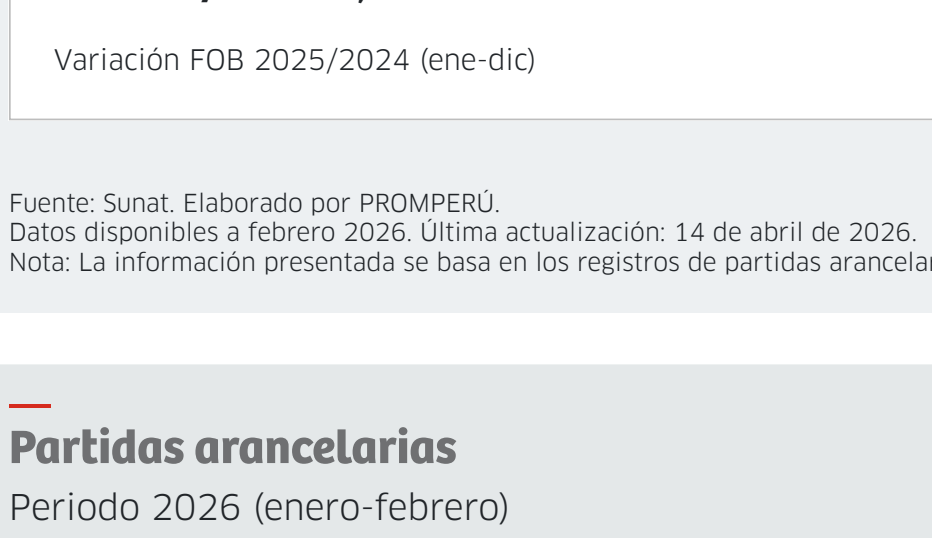 Variación FOB 2025/2024 (ene-dic)
Fuente: Sunat. Elaborado por PROMPERÚ.
Datos disponibles a febrero 2026. Última actualización: 14 de abril de 2026.
Nota: La información presentada se basa en los registros de partidas
Partidas arancelarias
Periodo 2026 (enero-febrero)